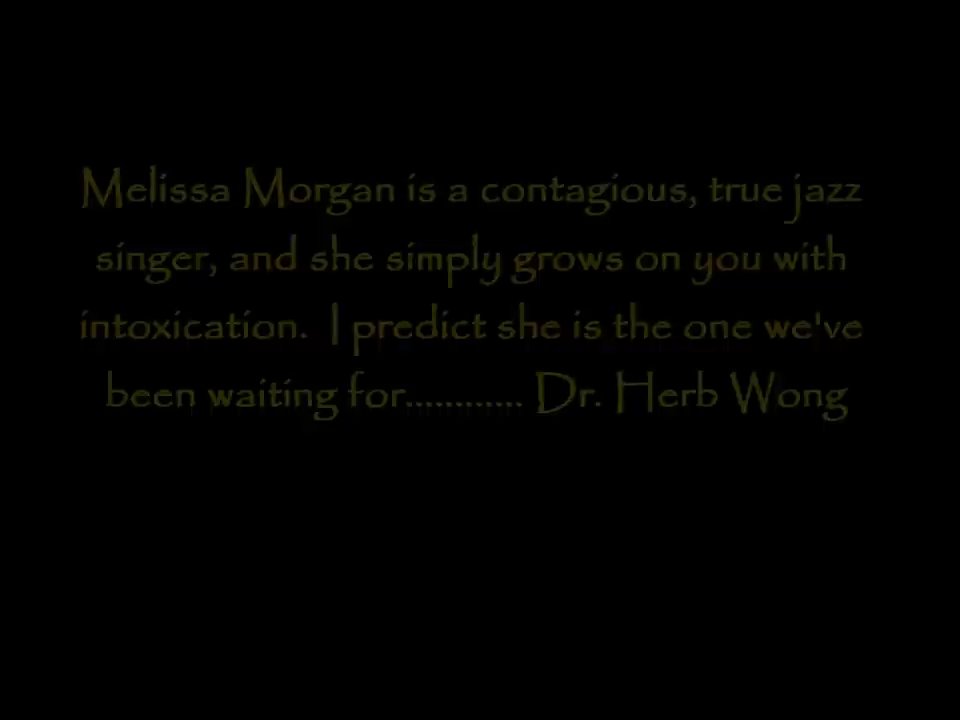 Melissa Morgan is a contagious, true jazz
singer, and she simply grows on you with
intoxication.  I predict she is the one we've
been waiting for............ Dr. Herb Wong